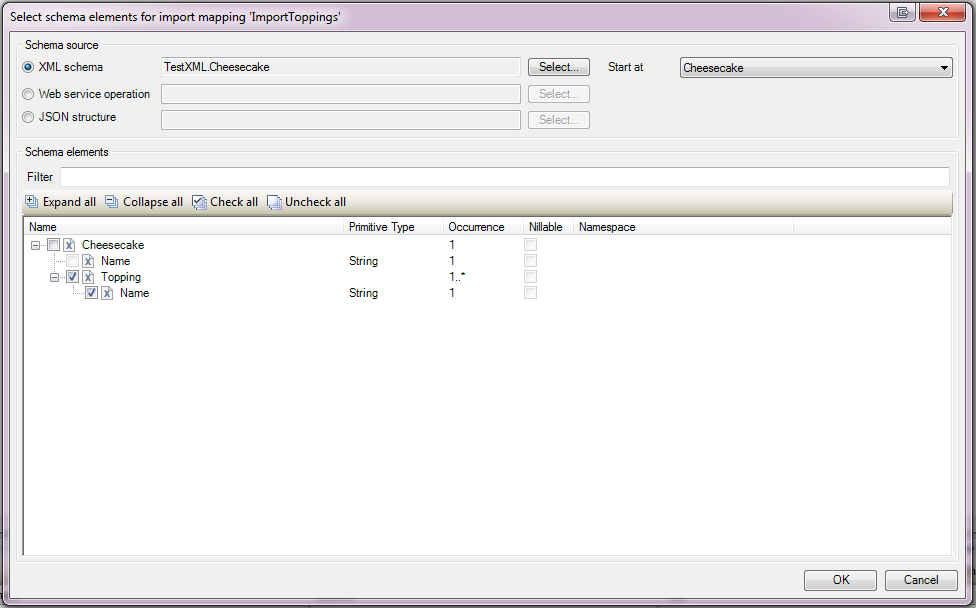 Select schema elements for import mapping 'ImportToppings'
Schema source
XML schema TestXML.Cheesecake Select... Start at Cheesecake
Web service operation Select...
JSON structure Select...
Schema elements
Filter
Expand all Collapse all Check all Uncheck all
Name Primitive Type Occurrence Nillable Namespace
Cheesecake 1
Name String 1
Topping 1..*
Name String 1
OK Cancel